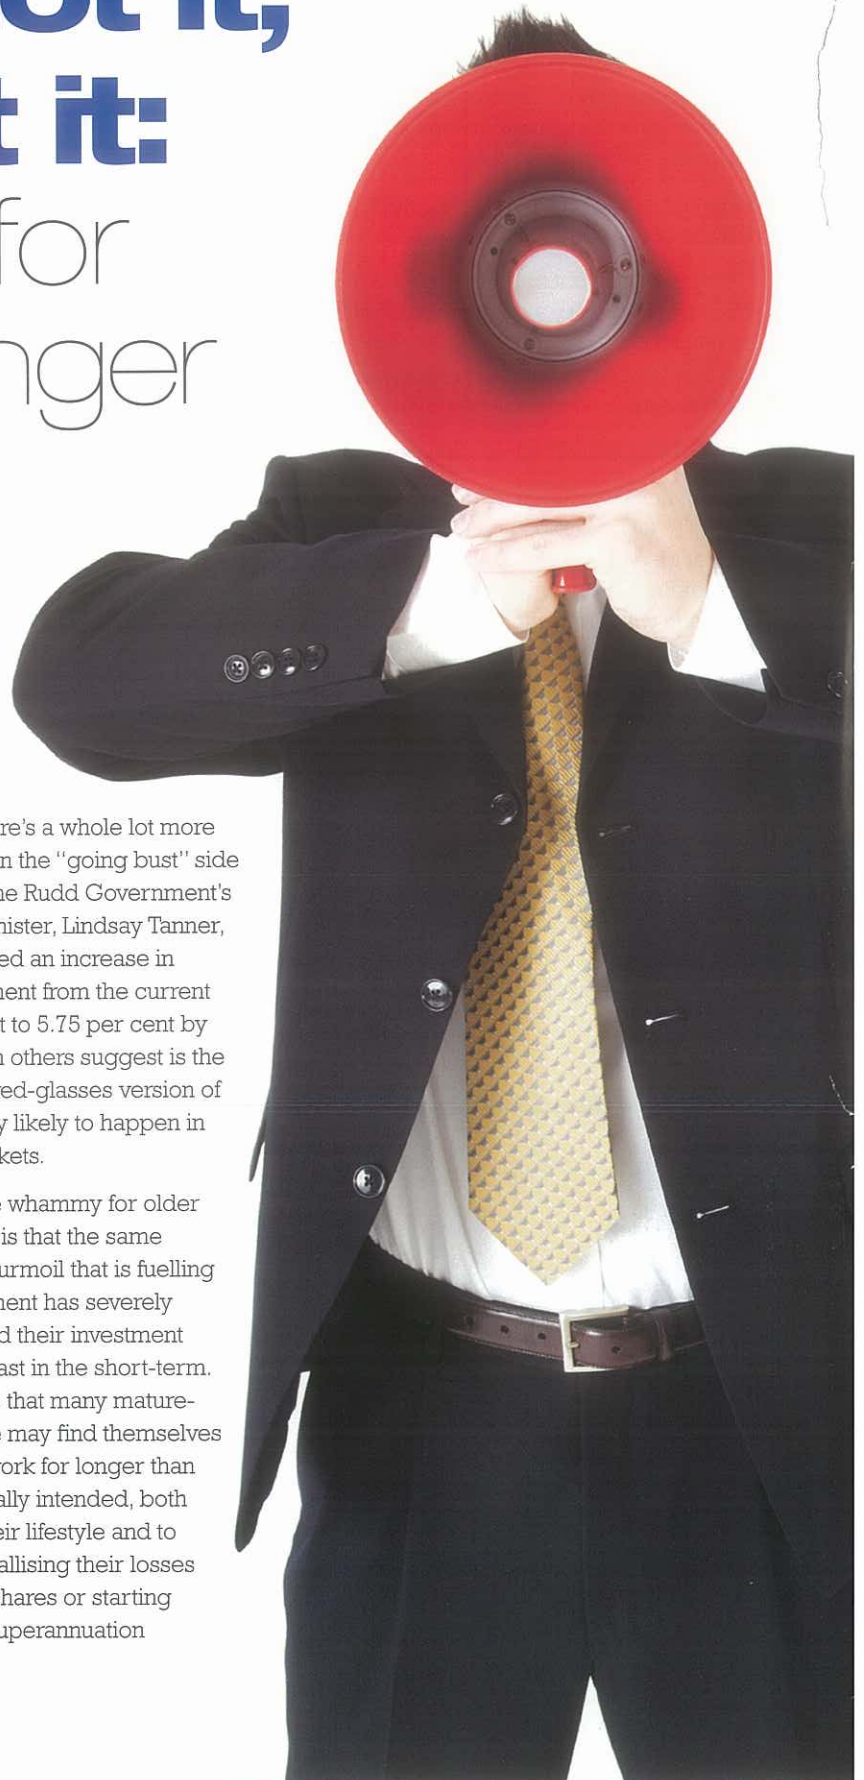 ot it,
t it:
for
nger
re's a whole lot more
n the "going bust" side
ne Rudd Government's
nister, Lindsay Tanner,
ed an increase in
nent from the current
t to 5.75 per cent by
n others suggest is the
red-glasses version of
y likely to happen in
kets.
e whammy for older
is that the same
urmoil that is fuelling
nent has severely
d their investment
ast in the short-term.
that many mature-
e may find themselves
vork for longer than
ally intended, both
eir lifestyle and to
allising their losses
hares or starting
uperannuation